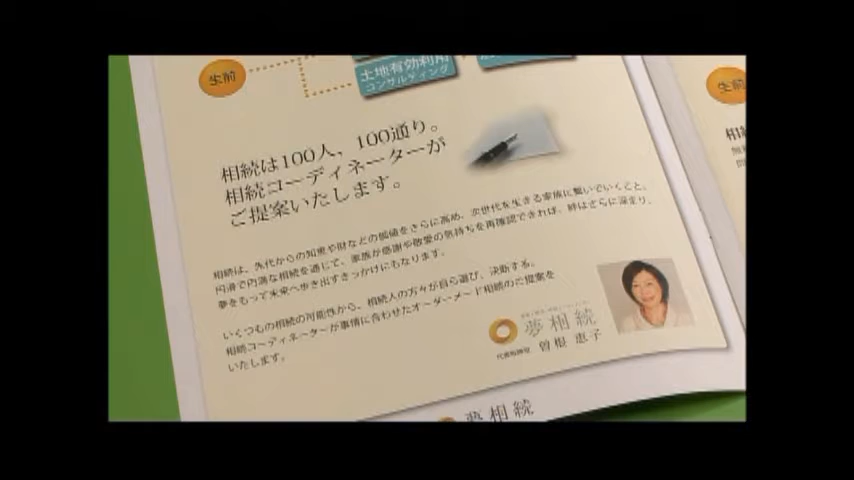 生前
土地有効利用
コンサルティング
生前
相続は100人、100通り。
相続コーディネーターが
ご提案いたします。
相続は、先代からの知恵や財などの価値をさらに高め、次世代を生きる家族に繋いでいくこと。
円滑で円満な相続を通じて、家族が感謝や敬愛の気持ちを再確認できれば、絆はさらに深まり、
夢をもって未来へ歩き出すきっかけにもなります。
いくつもの相続の可能性から、相続人の方々が自ら選び、決断する。
相続コーディネーターが事情に合わせたオーダーメード相続のご提案を
いたします。
夢相続
代表取締役 曽根 恵子
夢相続